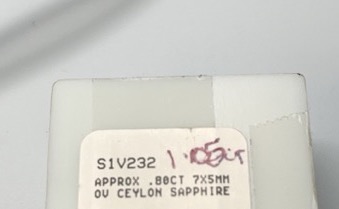 S1V232 1.05ct
APPROX .80CT 7X5MM
OV CEYLON SAPPHIRE